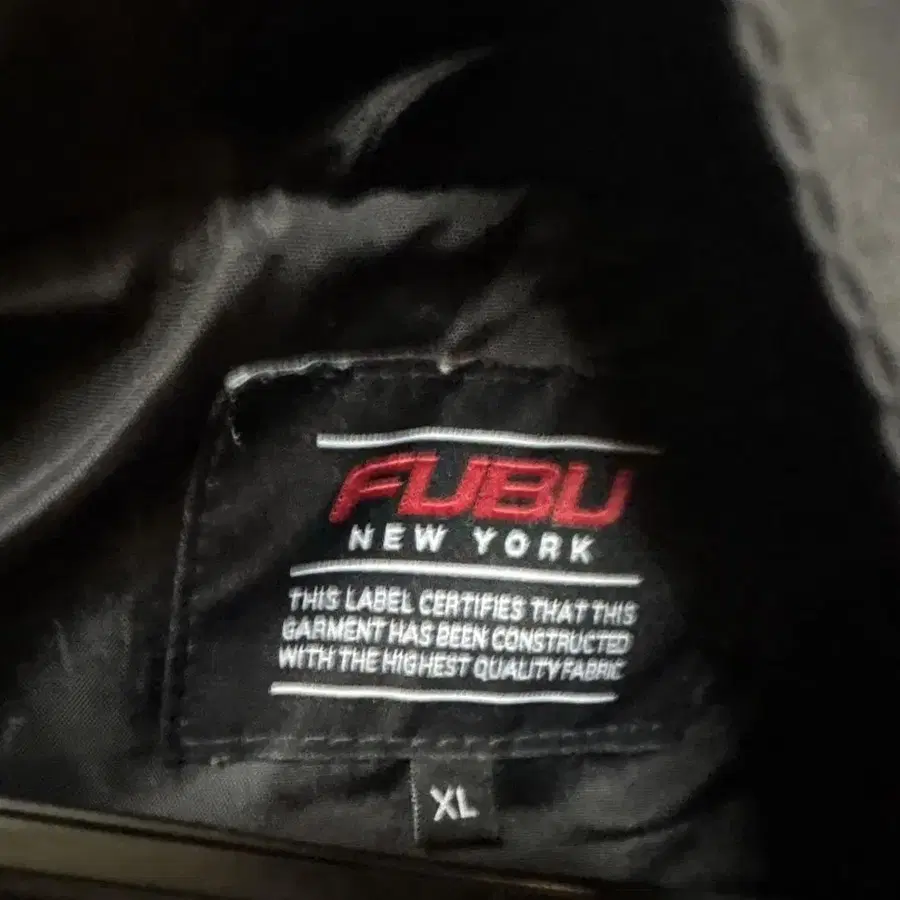 FUBU
NEW YORK
THIS LABEL CERTIFIES THAT THIS
GARMENT HAS BEEN CONSTRUCTED
WITH THE HIGHEST QUALITY FABRIC
XL